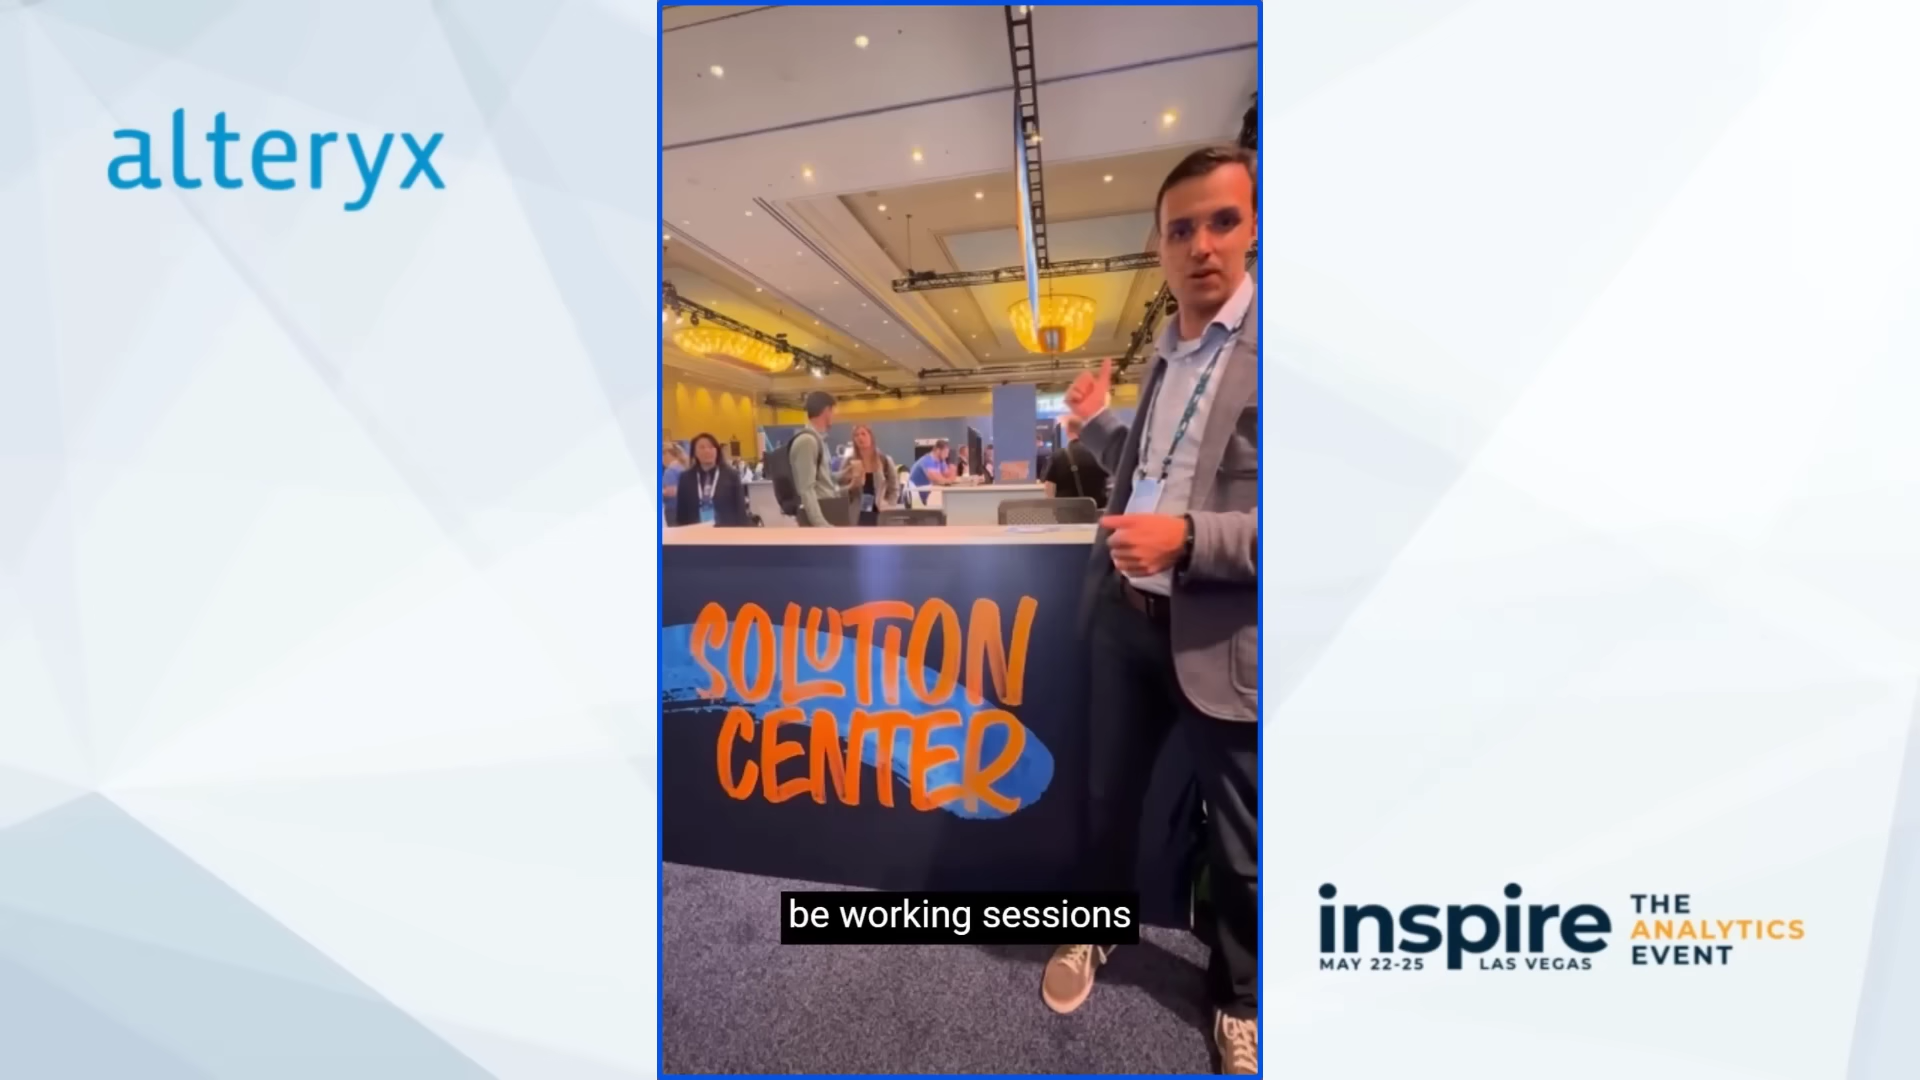 alteryx
SOLUTION
CENTER
be working sessions
inspire
MAY 22-25 LAS VEGAS
THE
ANALYTICS
EVENT